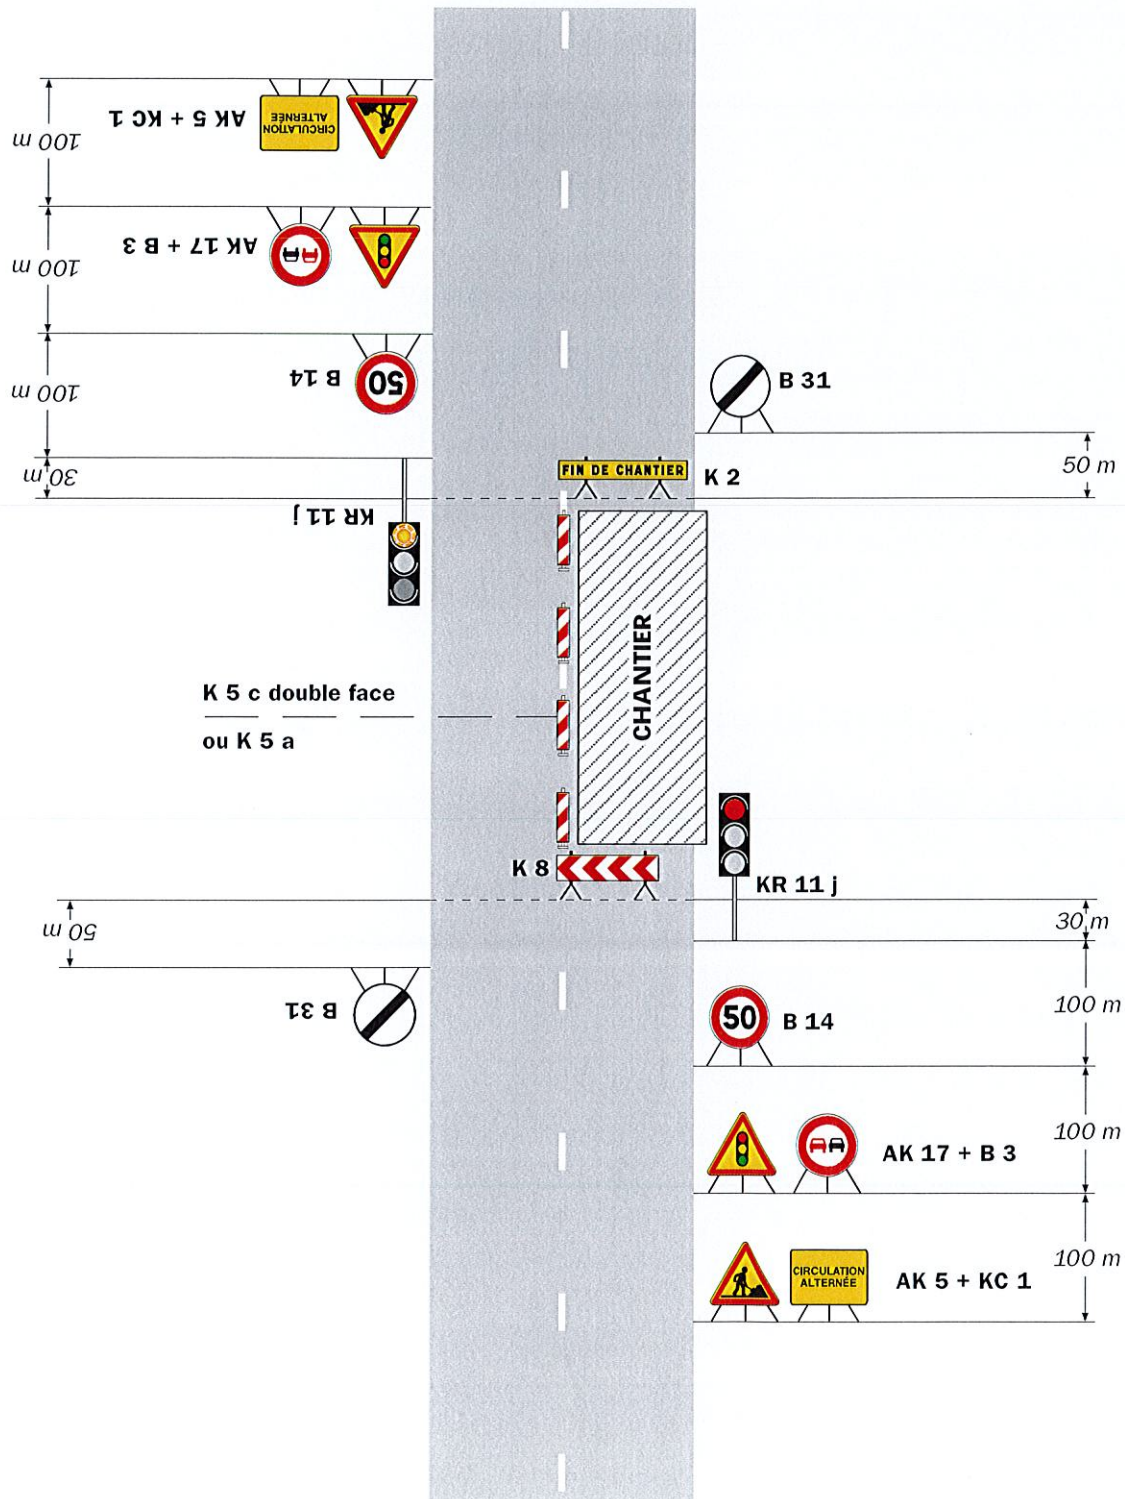 100 m
AK 5 + KC 1
CIRCULATION
ALTERNÉE
100 m
AK 17 + B 3
100 m
B 14
50
B 31
30 m
50 m
FIN DE CHANTIER
K 2
KR 11 j
CHANTIER
K 5 c double face
ou K 5 a
K 8
KR 11 j
50 m
30 m
B 31
50
B 14
100 m
AK 17 + B 3
100 m
CIRCULATION
ALTERNÉE
AK 5 + KC 1
100 m